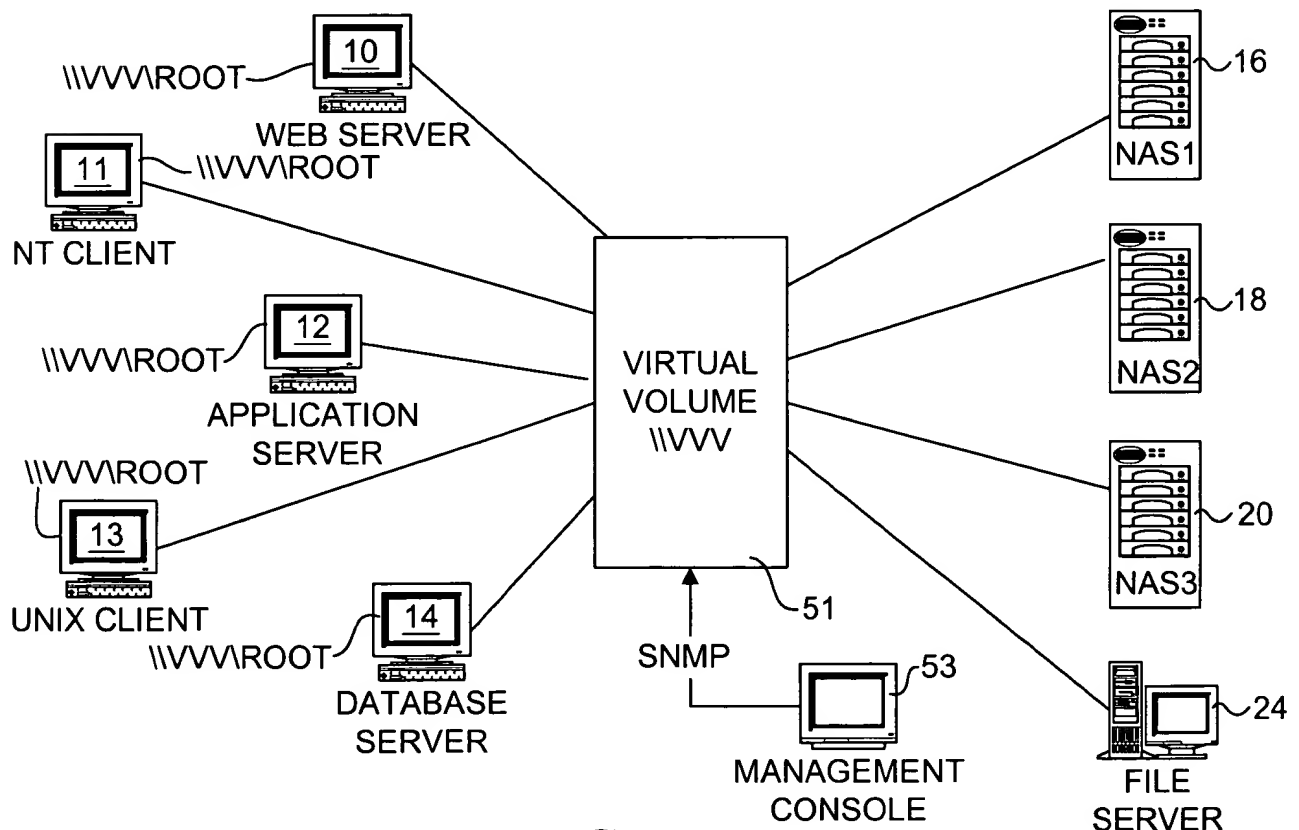 10
\\VVV\ROOT
WEB SERVER
11
\\VVV\ROOT
NT CLIENT
12
\\VVV\ROOT
APPLICATION
SERVER
\\VVV\ROOT
13
UNIX CLIENT
14
\\VVV\ROOT
DATABASE
SERVER
VIRTUAL
VOLUME
\\VVV
51
SNMP
53
MANAGEMENT
CONSOLE
16
NAS1
18
NAS2
20
NAS3
24
FILE
SERVER